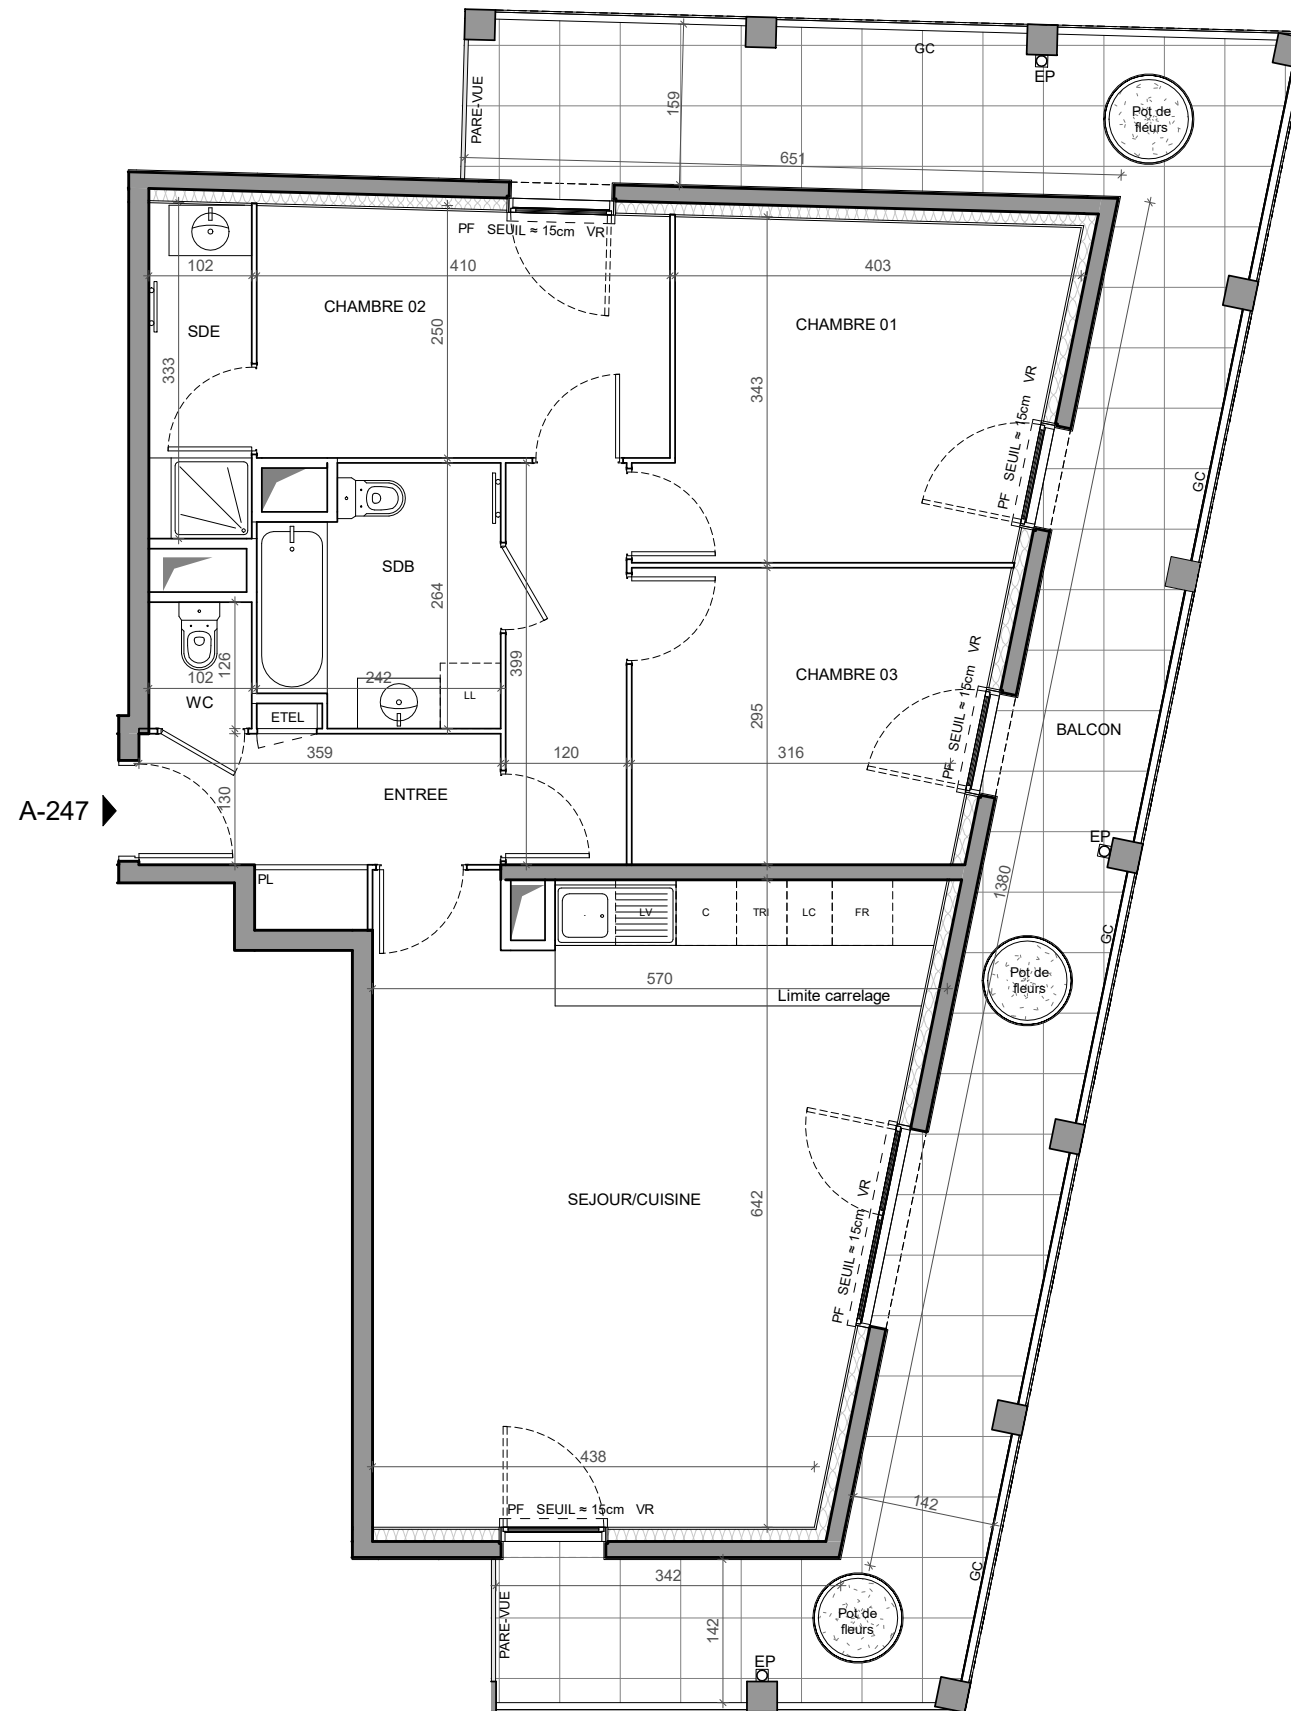 GC
EP
PARE-VUE
159
Pot de
fleurs
651
PF SEUIL ≈ 15cm VR
102
410
403
CHAMBRE 02
SDE
250
CHAMBRE 01
333
343
PF SEUIL ≈ 15cm VR
GC
SDB
264
399
126
102
242
WC
LL
ETEL
CHAMBRE 03
295
PF SEUIL ≈ 15cm VR
BALCON
359
120
316
130
ENTREE
A-247
EP
PL
1380
LV
C
TRI
LC
FR
GC
570
Limite carrelage
Pot de
fleurs
SEJOUR/CUISINE
642
PF SEUIL ≈ 15cm VR
438
PF SEUIL ≈ 15cm VR
142
GC
342
PARE-VUE
142
Pot de
fleurs
EP